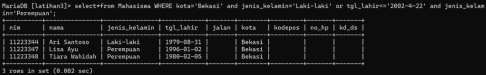 MariaDB [latihan3]> select*from Mahasisma WHERE kota='Bekasi' and jenis_kelamin='Laki-laki' or tgl_lahir<='2002-4-22' and jenis_kelam
in='Perempuan';
| nim | nama | jenis_kelamin | tgl_lahir | jalan | kota | kodepos | no_hp | kd_ds |
| 11223344 | Ari Santoso | Laki-laki | 1979-08-31 | | Bekasi | | | |
| 11223347 | Lisa Ayu | Perempuan | 1996-01-02 | | Bekasi | | | |
| 11223348 | Tiara Wahidah | Perempuan | 1980-02-05 | | Bekasi | | | |
3 rows in set (0.002 sec)